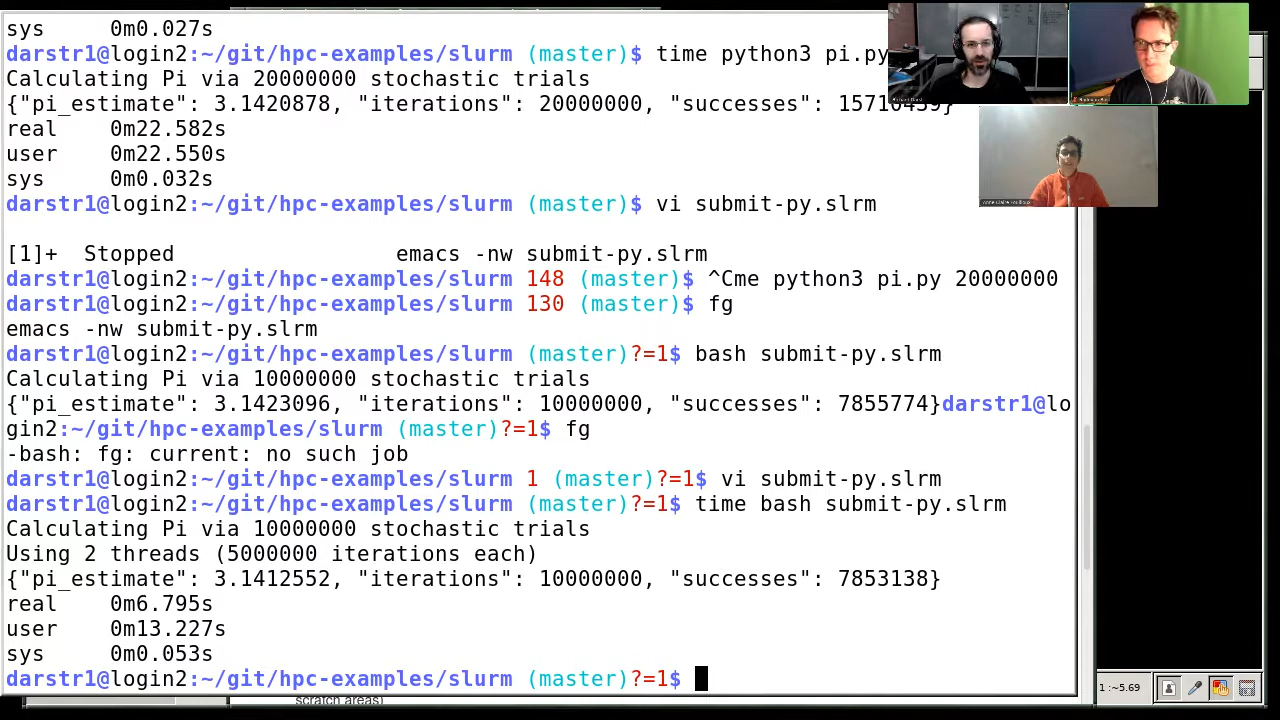 sys     0m0.027s
darstr1@login2:~/git/hpc-examples/slurm (master)$ time python3 pi.py
Calculating Pi via 20000000 stochastic trials
{"pi_estimate": 3.1420878, "iterations": 20000000, "successes": 15710439}
real    0m22.582s
user    0m22.550s
sys     0m0.032s
darstr1@login2:~/git/hpc-examples/slurm (master)$ vi submit-py.slrm
[1]+  Stopped                 emacs -nw submit-py.slrm
darstr1@login2:~/git/hpc-examples/slurm 148 (master)$ ^Cme python3 pi.py 20000000
darstr1@login2:~/git/hpc-examples/slurm 130 (master)$ fg
emacs -nw submit-py.slrm
darstr1@login2:~/git/hpc-examples/slurm (master)?=1$ bash submit-py.slrm
Calculating Pi via 10000000 stochastic trials
{"pi_estimate": 3.1423096, "iterations": 10000000, "successes": 7855774}darstr1@lo
gin2:~/git/hpc-examples/slurm (master)?=1$ fg
-bash: fg: current: no such job
darstr1@login2:~/git/hpc-examples/slurm 1 (master)?=1$ vi submit-py.slrm
darstr1@login2:~/git/hpc-examples/slurm (master)?=1$ time bash submit-py.slrm
Calculating Pi via 10000000 stochastic trials
Using 2 threads (5000000 iterations each)
{"pi_estimate": 3.1412552, "iterations": 10000000, "successes": 7853138}
real    0m6.795s
user    0m13.227s
sys     0m0.053s
darstr1@login2:~/git/hpc-examples/slurm (master)?=1$
scratch areas)
1 :~5.69